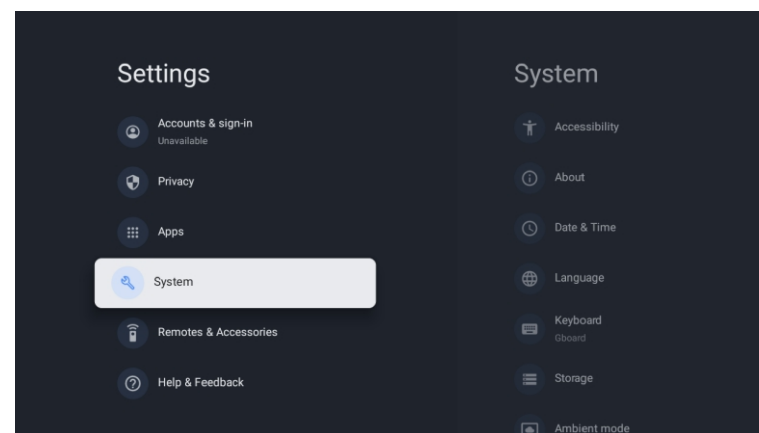 Settings
Accounts & sign-in
Unavailable
Privacy
Apps
System
Remotes & Accessories
Help & Feedback
System
Accessibility
About
Date & Time
Language
Keyboard
Gboard
Storage
Ambient mode